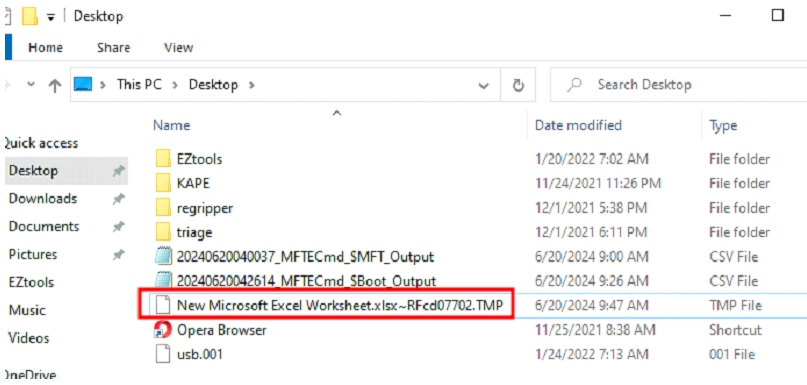 Desktop
Home Share View
This PC > Desktop > Search Desktop
Name Date modified Type
Quick access
Desktop
Downloads
Documents
Pictures
EZtools
Music
Videos
OneDrive
EZtools 1/20/2022 7:02 AM File folder
KAPE 11/24/2021 11:26 PM File folder
regripper 12/1/2021 5:38 PM File folder
triage 12/1/2021 6:11 PM File folder
20240620040037_MFTECmd_$MFT_Output 6/20/2024 9:00 AM CSV File
20240620042614_MFTECmd_$Boot_Output 6/20/2024 9:26 AM CSV File
New Microsoft Excel Worksheet.xlsx~RFcd07702.TMP 6/20/2024 9:47 AM TMP File
Opera Browser 11/25/2021 8:38 AM Shortcut
usb.001 1/24/2022 7:13 AM 001 File